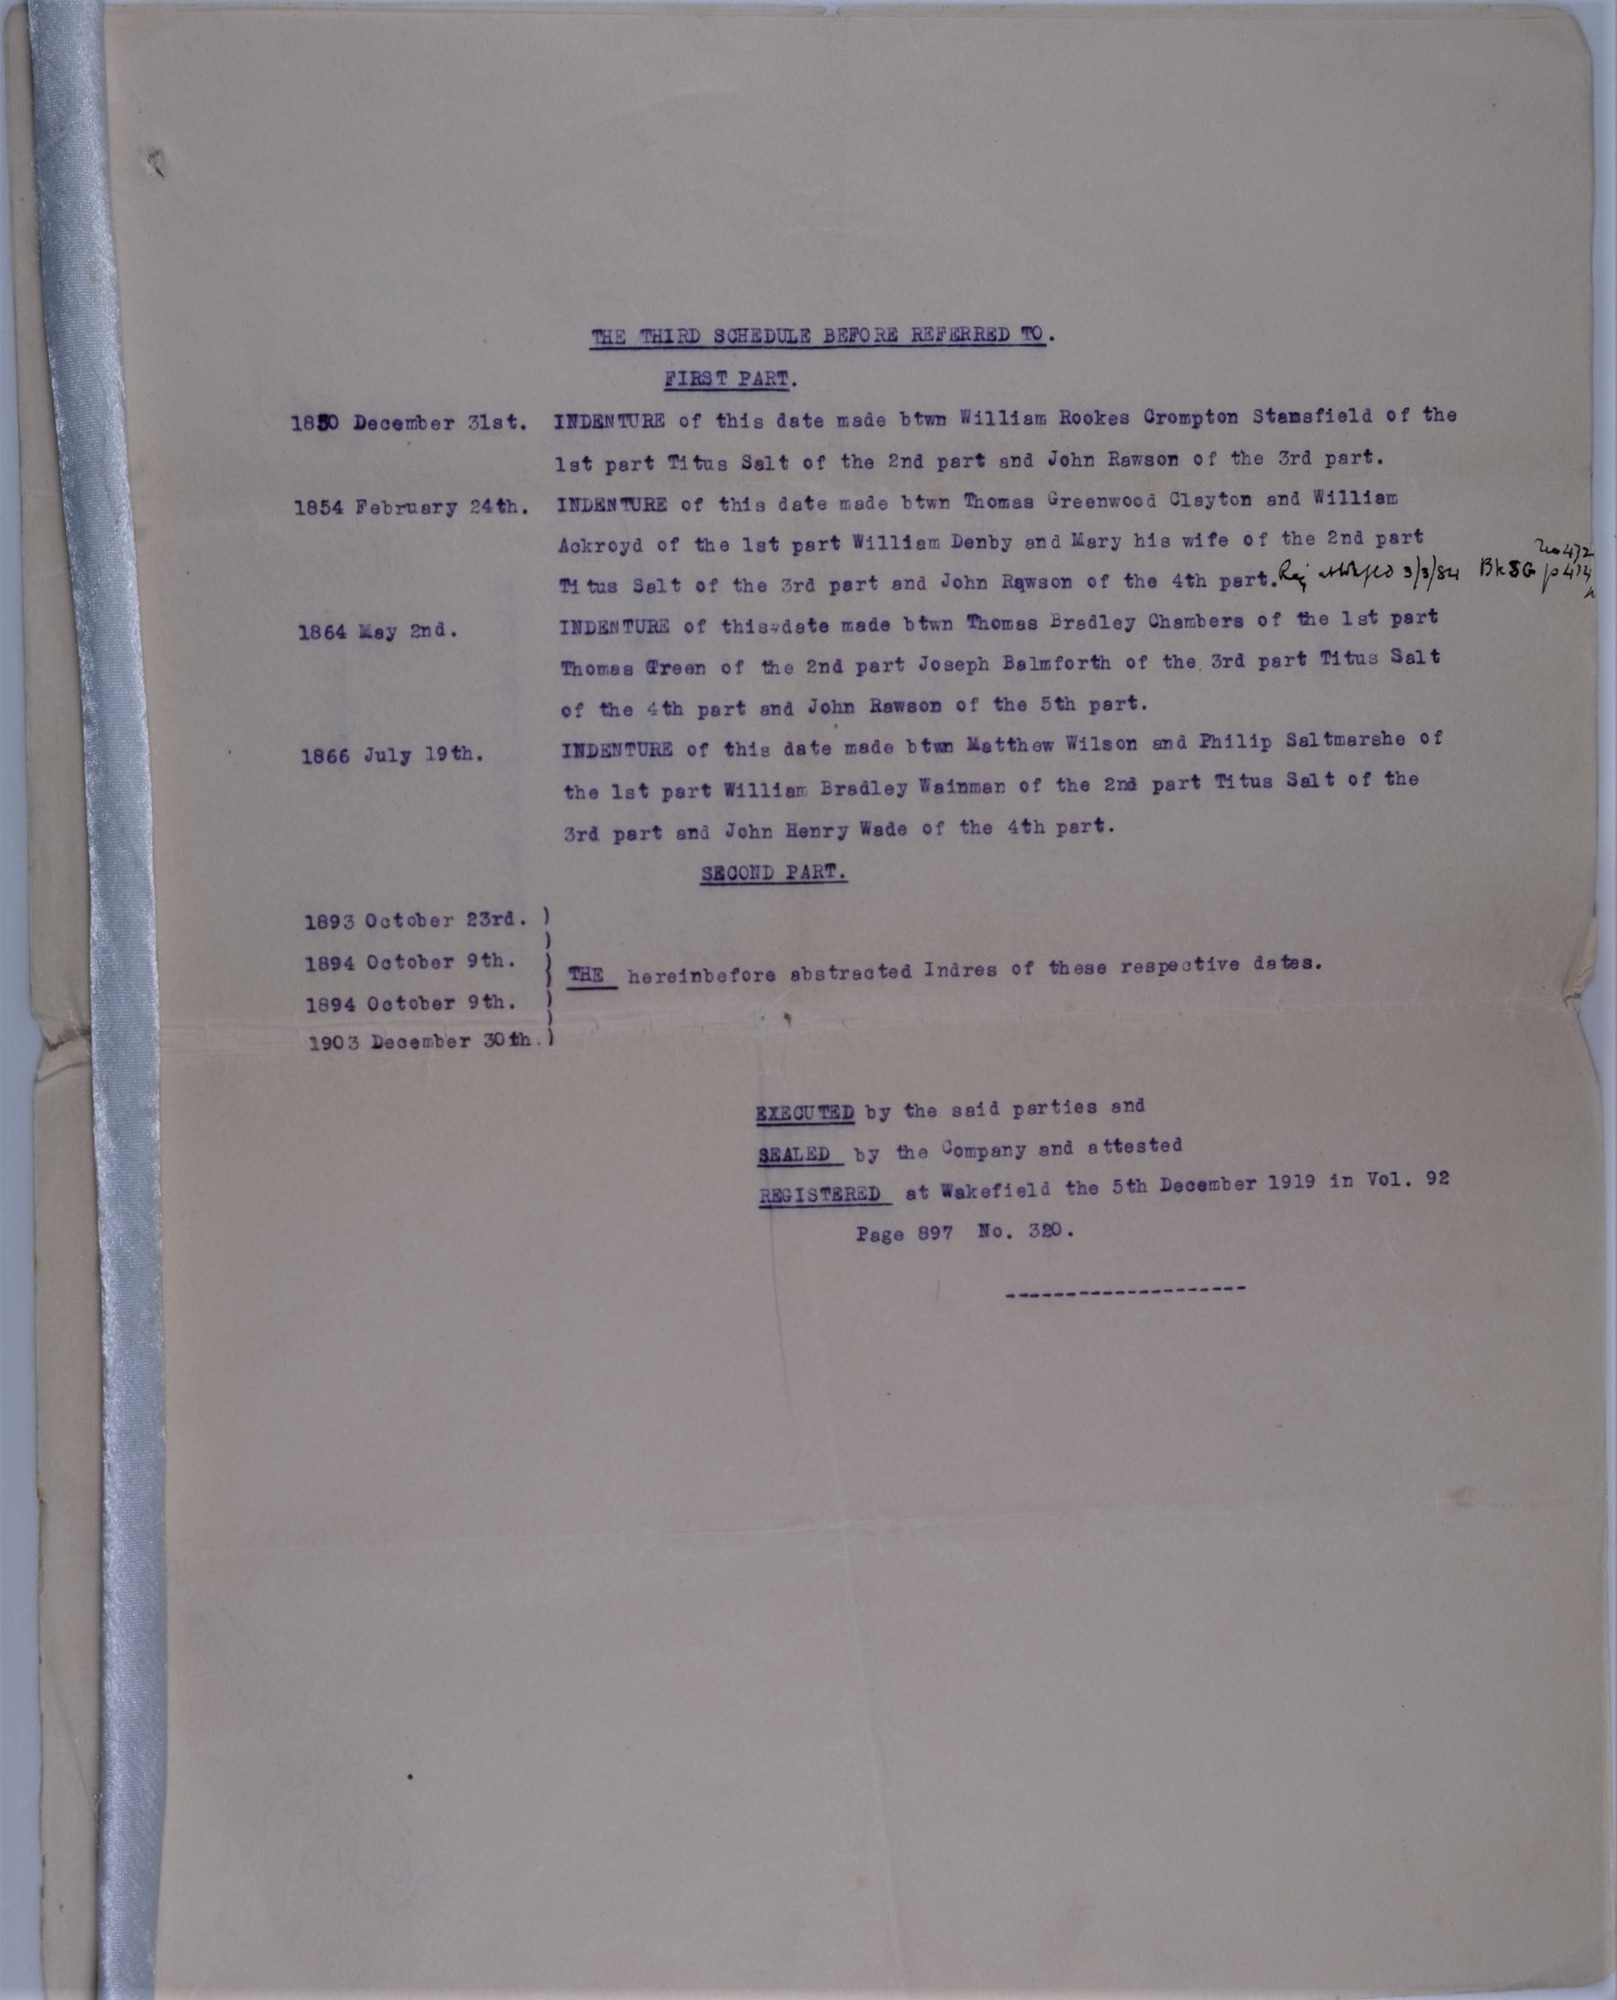 THE THIRD SCHEDULE BEFORE REFERRED TO.
FIRST PART.
1850 December 31st. INDENTURE of this date made btwn William Rookes Crompton Stansfield of the
1st part Titus Salt of the 2nd part and John Rawson of the 3rd part.
1854 February 24th. INDENTURE of this date made btwn Thomas Greenwood Clayton and William
Ackroyd of the 1st part William Denby and Mary his wife of the 2nd part
Titus Salt of the 3rd part and John Rawson of the 4th part. Reg 3/3/54 Bk SG
1864 May 2nd. INDENTURE of this date made btwn Thomas Bradley Chambers of the 1st part
Thomas Green of the 2nd part Joseph Balmforth of the 3rd part Titus Salt
of the 4th part and John Rawson of the 5th part.
1866 July 19th. INDENTURE of this date made btwn Matthew Wilson and Philip Saltmarshe of
the 1st part William Bradley Wainman of the 2nd part Titus Salt of the
3rd part and John Henry Wade of the 4th part.
SECOND PART.
1893 October 23rd. )
1894 October 9th. ) THE hereinbefore abstracted Indres of these respective dates.
1894 October 9th. )
1903 December 30th. )
EXECUTED by the said parties and
SEALED by the Company and attested
REGISTERED at Wakefield the 5th December 1919 in Vol. 92
Page 897 No. 320.
--------------------